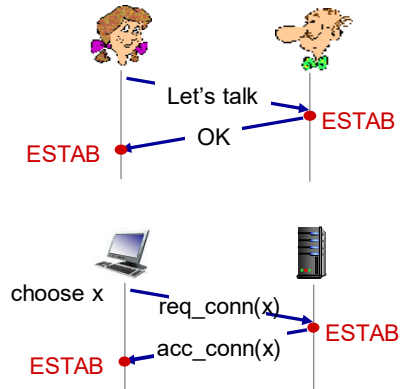 Let's talk
ESTAB
OK
ESTAB
choose x
req_conn(x)
ESTAB
acc_conn(x)
ESTAB